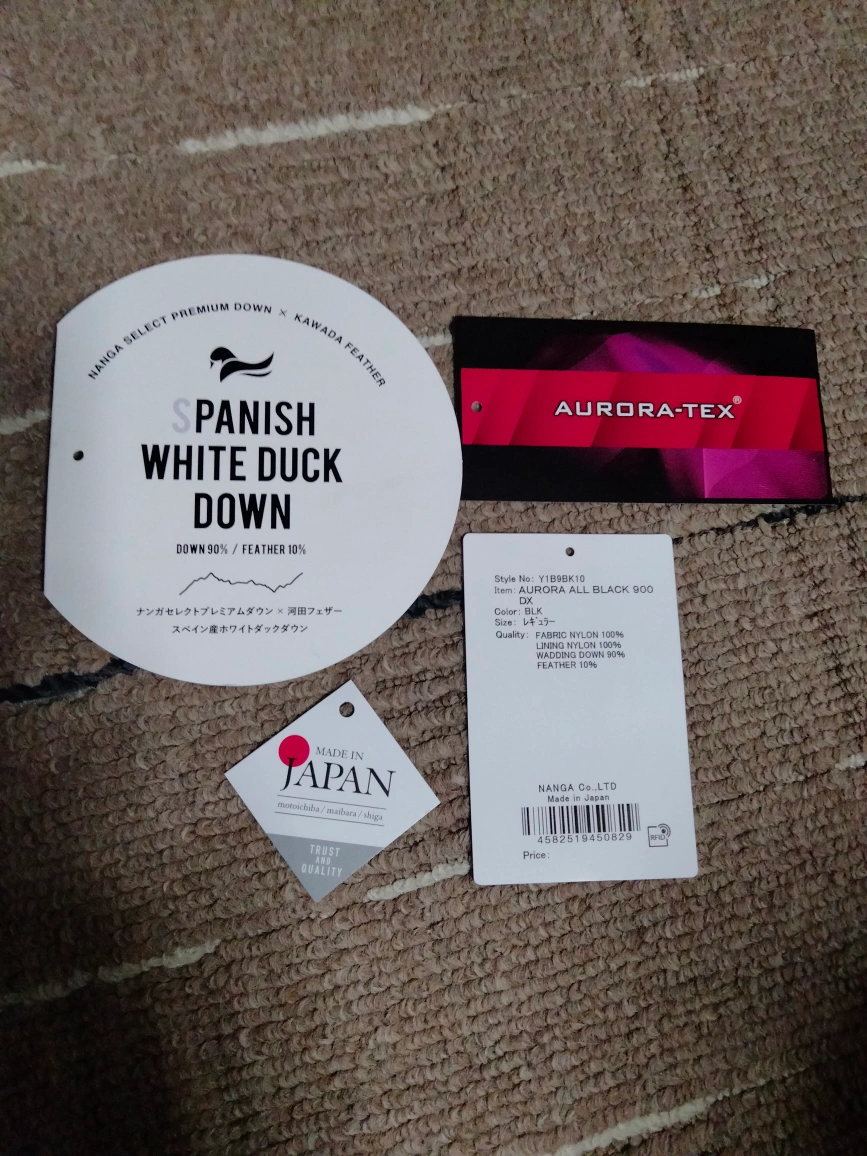 NANGA SELECT PREMIUM DOWN × KAWADA FEATHER
SPANISH
WHITE DUCK
DOWN
DOWN 90% / FEATHER 10%
ナンガセレクトプレミアムダウン × 河田フェザー
スペイン産ホワイトダックダウン
AURORA-TEX®
Style No: Y1B9BK10
Item: AURORA ALL BLACK 900
DX
Color: BLK
Size: ﾚｷﾞｭﾗｰ
Quality: FABRIC NYLON 100%
LINING NYLON 100%
WADDING DOWN 90%
FEATHER 10%
NANGA Co.,LTD
Made in Japan
4582519450829
RFID
Price:
MADE IN
JAPAN
motoichiba / maibara / shiga
TRUST
AND
QUALITY